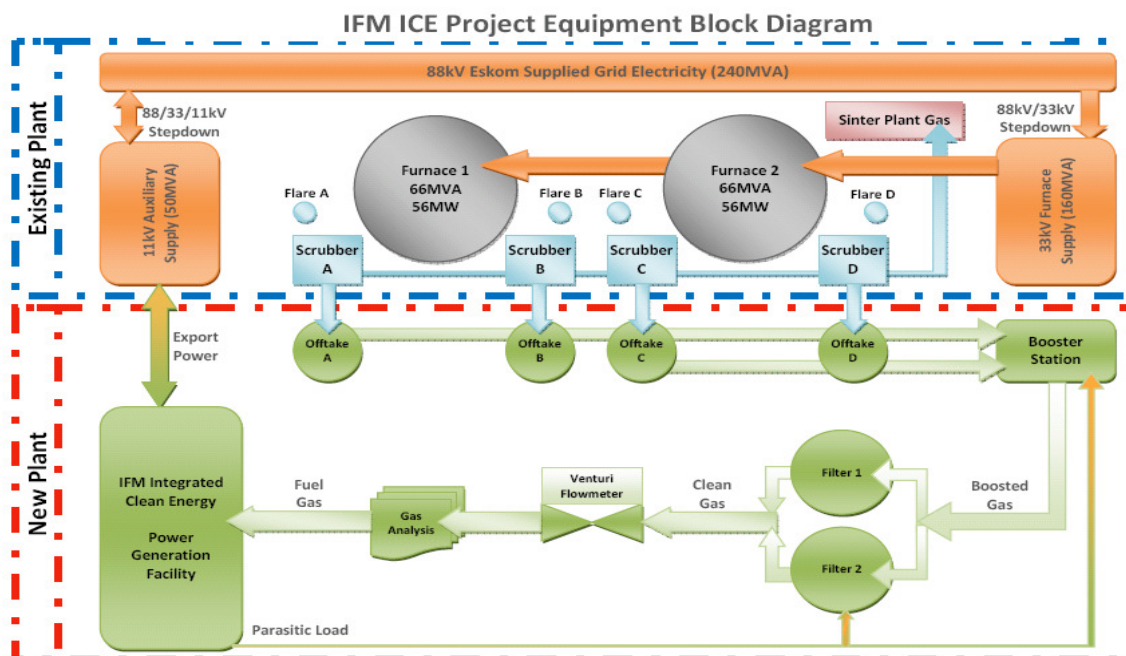 IFM ICE Project Equipment Block Diagram
88kV Eskom Supplied Grid Electricity (240MVA)
Existing Plant
88/33/11kV
Stepdown
88kV/33kV
Stepdown
Sinter Plant Gas
11kV Auxiliary
Supply (50MVA)
Furnace 1
66MVA
56MW
Furnace 2
66MVA
56MW
33kV Furnace
Supply (160MVA)
Flare A
Flare B
Flare C
Flare D
Scrubber
A
Scrubber
B
Scrubber
C
Scrubber
D
New Plant
Export
Power
Offtake
A
Offtake
B
Offtake
C
Offtake
D
Booster
Station
IFM Integrated
Clean Energy
Power
Generation
Facility
Fuel
Gas
Gas
Analysis
Venturi
Flowmeter
Clean
Gas
Filter 1
Filter 2
Boosted
Gas
Parasitic Load